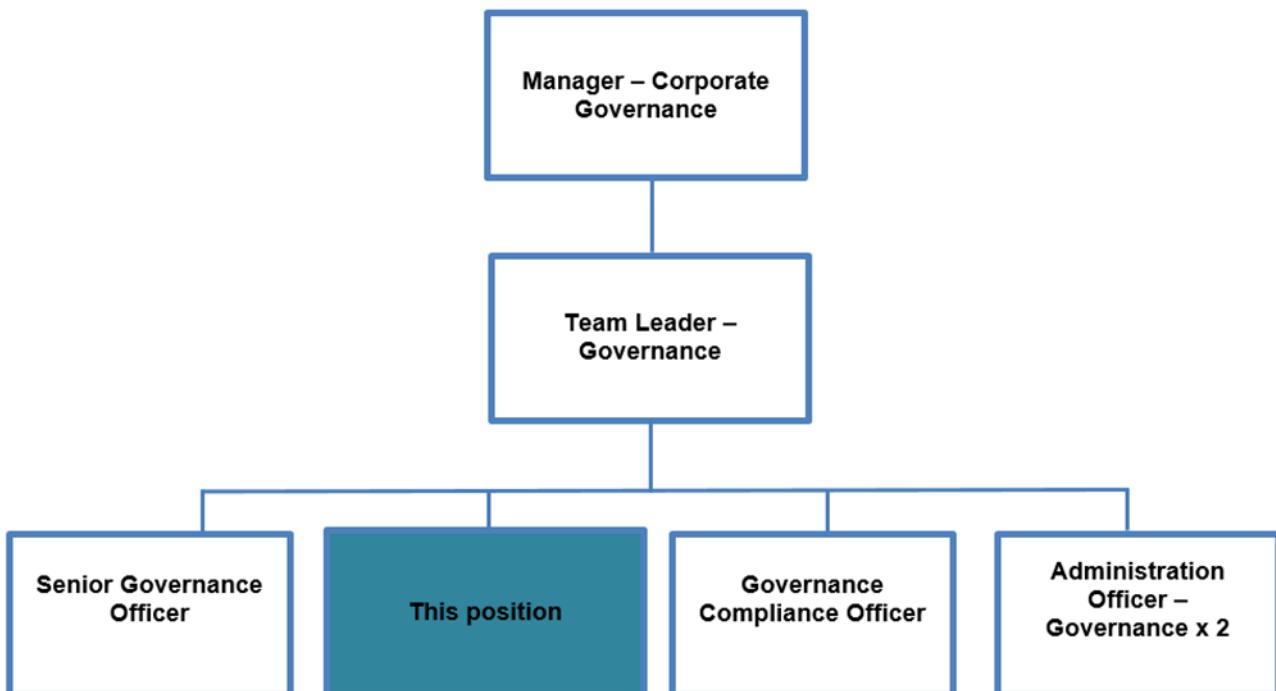 Manager – Corporate
Governance
Team Leader –
Governance
Senior Governance
Officer
This position
Governance
Compliance Officer
Administration
Officer –
Governance x 2